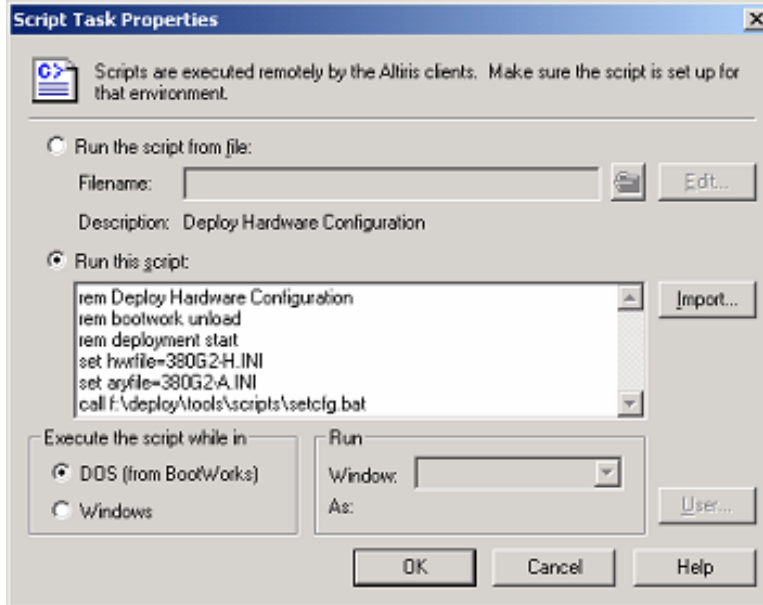 Script Task Properties
C>
Scripts are executed remotely by the Altiris clients. Make sure the script is set up for
that environment.
Run the script from file:
Filename:
Edit...
Description: Deploy Hardware Configuration
Run this script:
rem Deploy Hardware Configuration
rem bootwork unload
rem deployment start
set hwrfile=380G2-H.INI
set aryfile=380G2-A.INI
call f:\deploy\tools\scripts\setcfg.bat
Import...
Execute the script while in
DOS (from BootWorks)
Windows
Run
Window:
As:
User...
OK
Cancel
Help